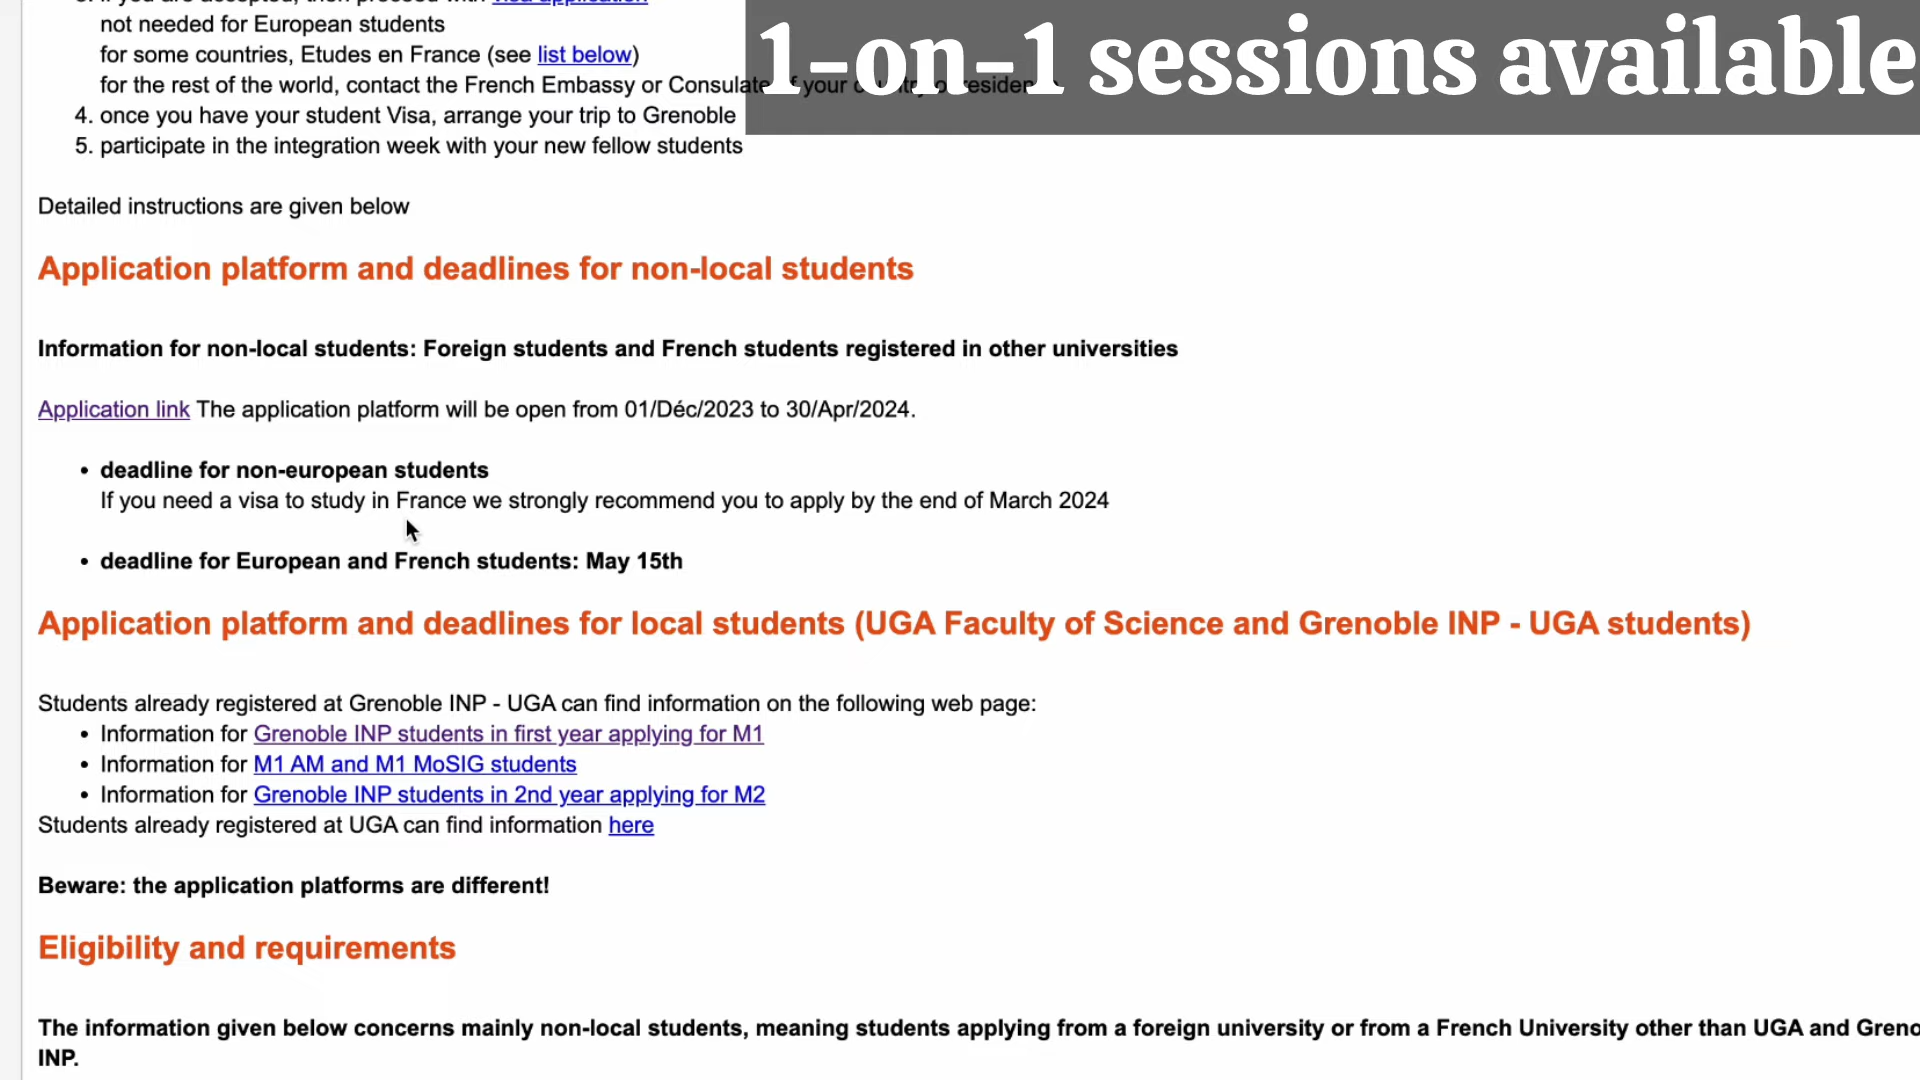 not needed for European students
1-on-1 sessions available
for some countries, Etudes en France (see list below)
for the rest of the world, contact the French Embassy or Consulate of your country of residence
4. once you have your student Visa, arrange your trip to Grenoble
5. participate in the integration week with your new fellow students
Detailed instructions are given below
Application platform and deadlines for non-local students
Information for non-local students: Foreign students and French students registered in other universities
Application link The application platform will be open from 01/Déc/2023 to 30/Apr/2024.
• deadline for non-european students
If you need a visa to study in France we strongly recommend you to apply by the end of March 2024
• deadline for European and French students: May 15th
Application platform and deadlines for local students (UGA Faculty of Science and Grenoble INP - UGA students)
Students already registered at Grenoble INP - UGA can find information on the following web page:
• Information for Grenoble INP students in first year applying for M1
• Information for M1 AM and M1 MoSIG students
• Information for Grenoble INP students in 2nd year applying for M2
Students already registered at UGA can find information here
Beware: the application platforms are different!
Eligibility and requirements
The information given below concerns mainly non-local students, meaning students applying from a foreign university or from a French University other than UGA and Greno
INP.